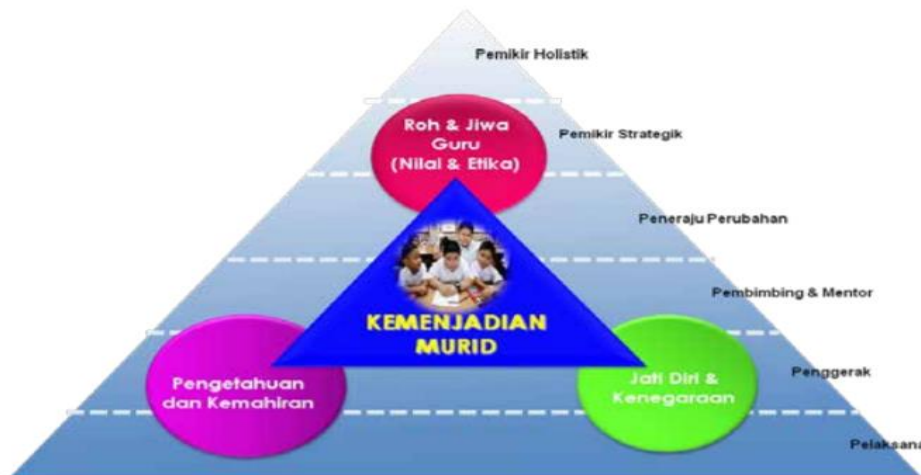 Pemikir Holistik
Roh & Jiwa
Guru
(Nilai & Etika)
Pemikir Strategik
Peneraju Perubahan
Pembimbing & Mentor
KEMENJADIAN
MURID
Pengetahuan
dan Kemahiran
Jati Diri &
Kenegaraan
Penggerak
Pelaksana